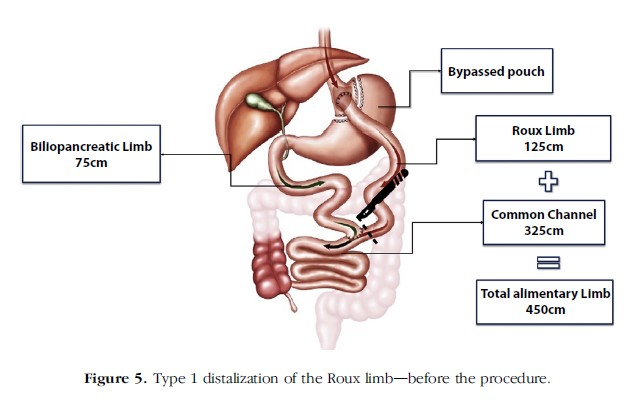 Bypassed pouch
Biliopancreatic Limb
75cm
Roux Limb
125cm
Common Channel
325cm
Total alimentary Limb
450cm
Figure 5. Type 1 distalization of the Roux limb—before the procedure.